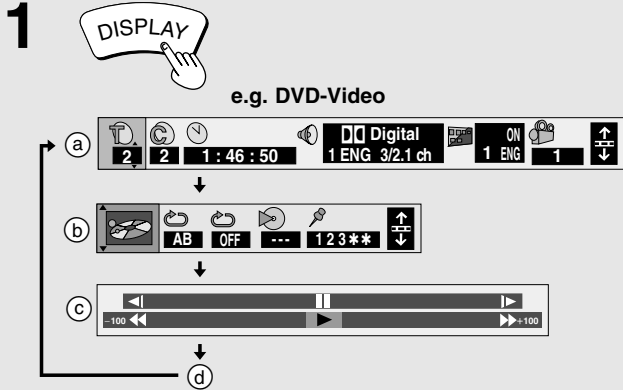 1
DISPLAY
e.g. DVD-Video
a
T C
2 2 1 : 46 : 50 DD Digital 1 ENG 3/2.1 ch ON 1 ENG 1
b
AB OFF --- 1 2 3 ✱ ✱
c
–100 +100
d